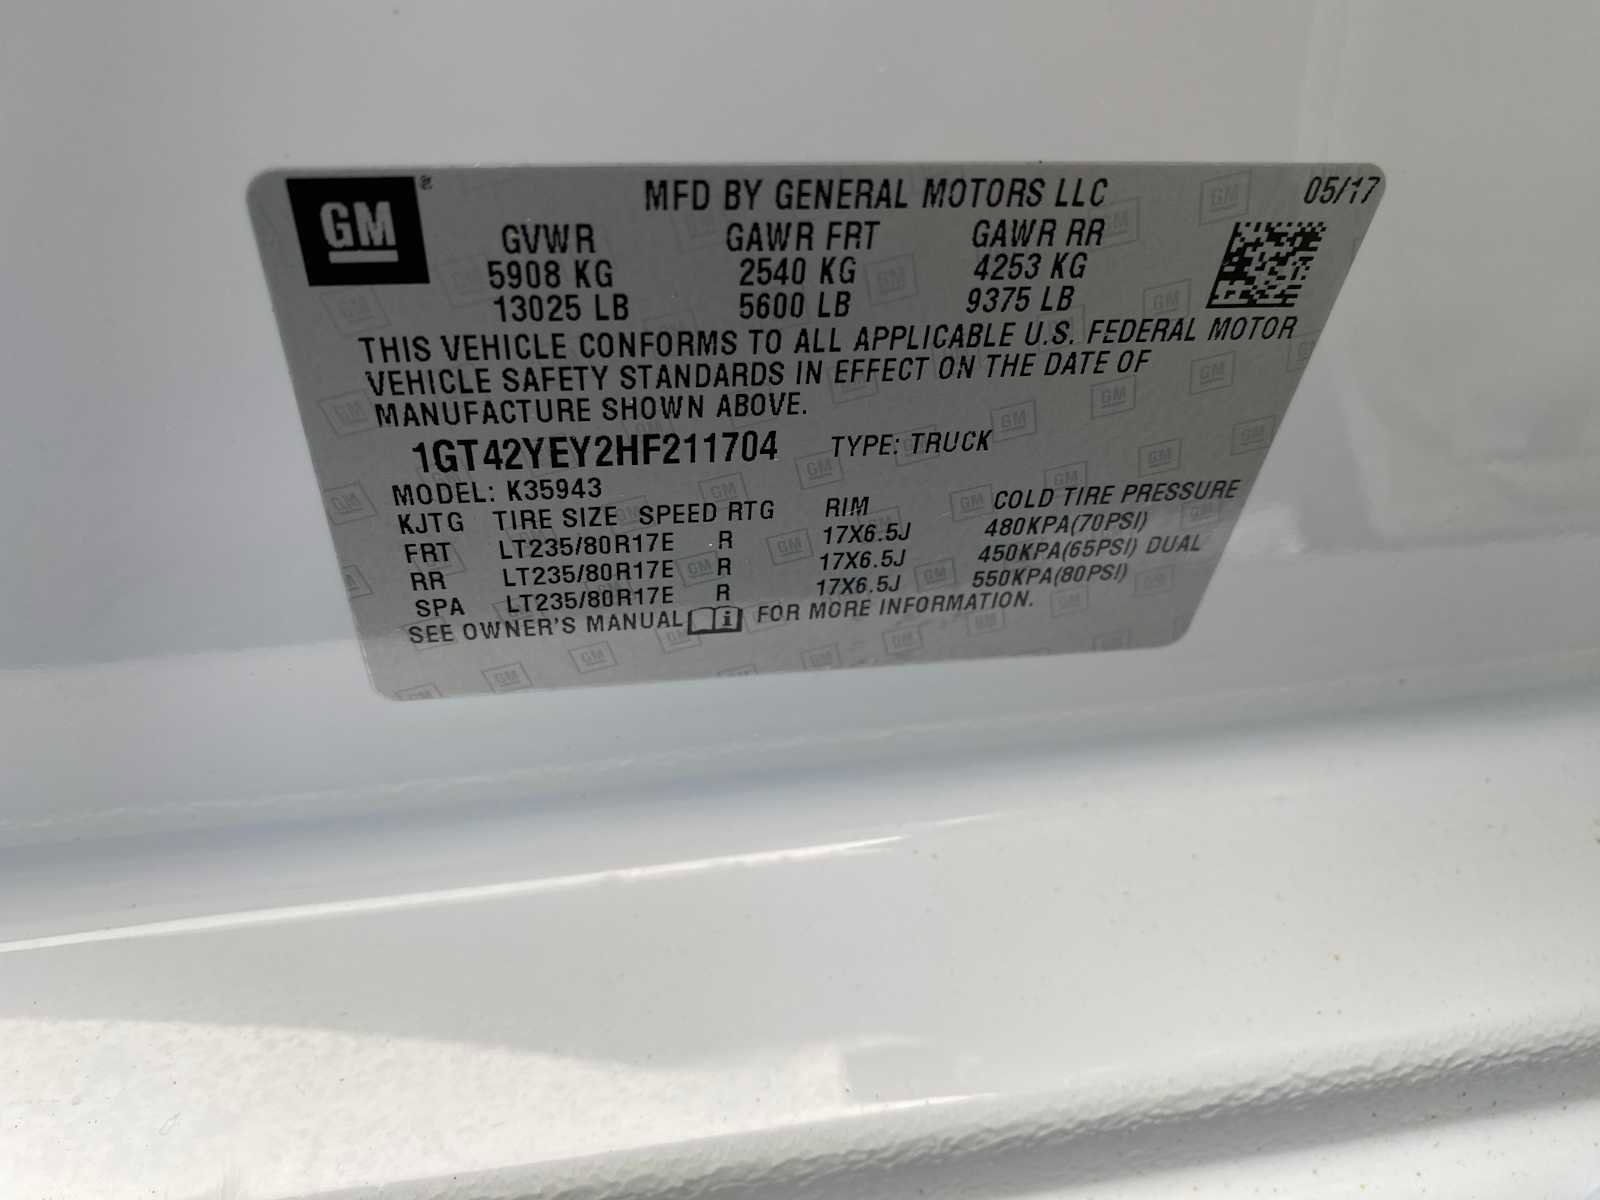 GM®
MFD BY GENERAL MOTORS LLC 05/17
GVWR GAWR FRT GAWR RR
5908 KG 2540 KG 4253 KG
13025 LB 5600 LB 9375 LB
THIS VEHICLE CONFORMS TO ALL APPLICABLE U.S. FEDERAL MOTOR
VEHICLE SAFETY STANDARDS IN EFFECT ON THE DATE OF
MANUFACTURE SHOWN ABOVE.
1GT42YEY2HF211704 TYPE: TRUCK
MODEL: K35943
KJTG TIRE SIZE SPEED RTG RIM COLD TIRE PRESSURE
FRT LT235/80R17E R 17X6.5J 480KPA(70PSI)
RR LT235/80R17E R 17X6.5J 450KPA(65PSI) DUAL
SPA LT235/80R17E R 17X6.5J 550KPA(80PSI)
SEE OWNER'S MANUAL i FOR MORE INFORMATION.